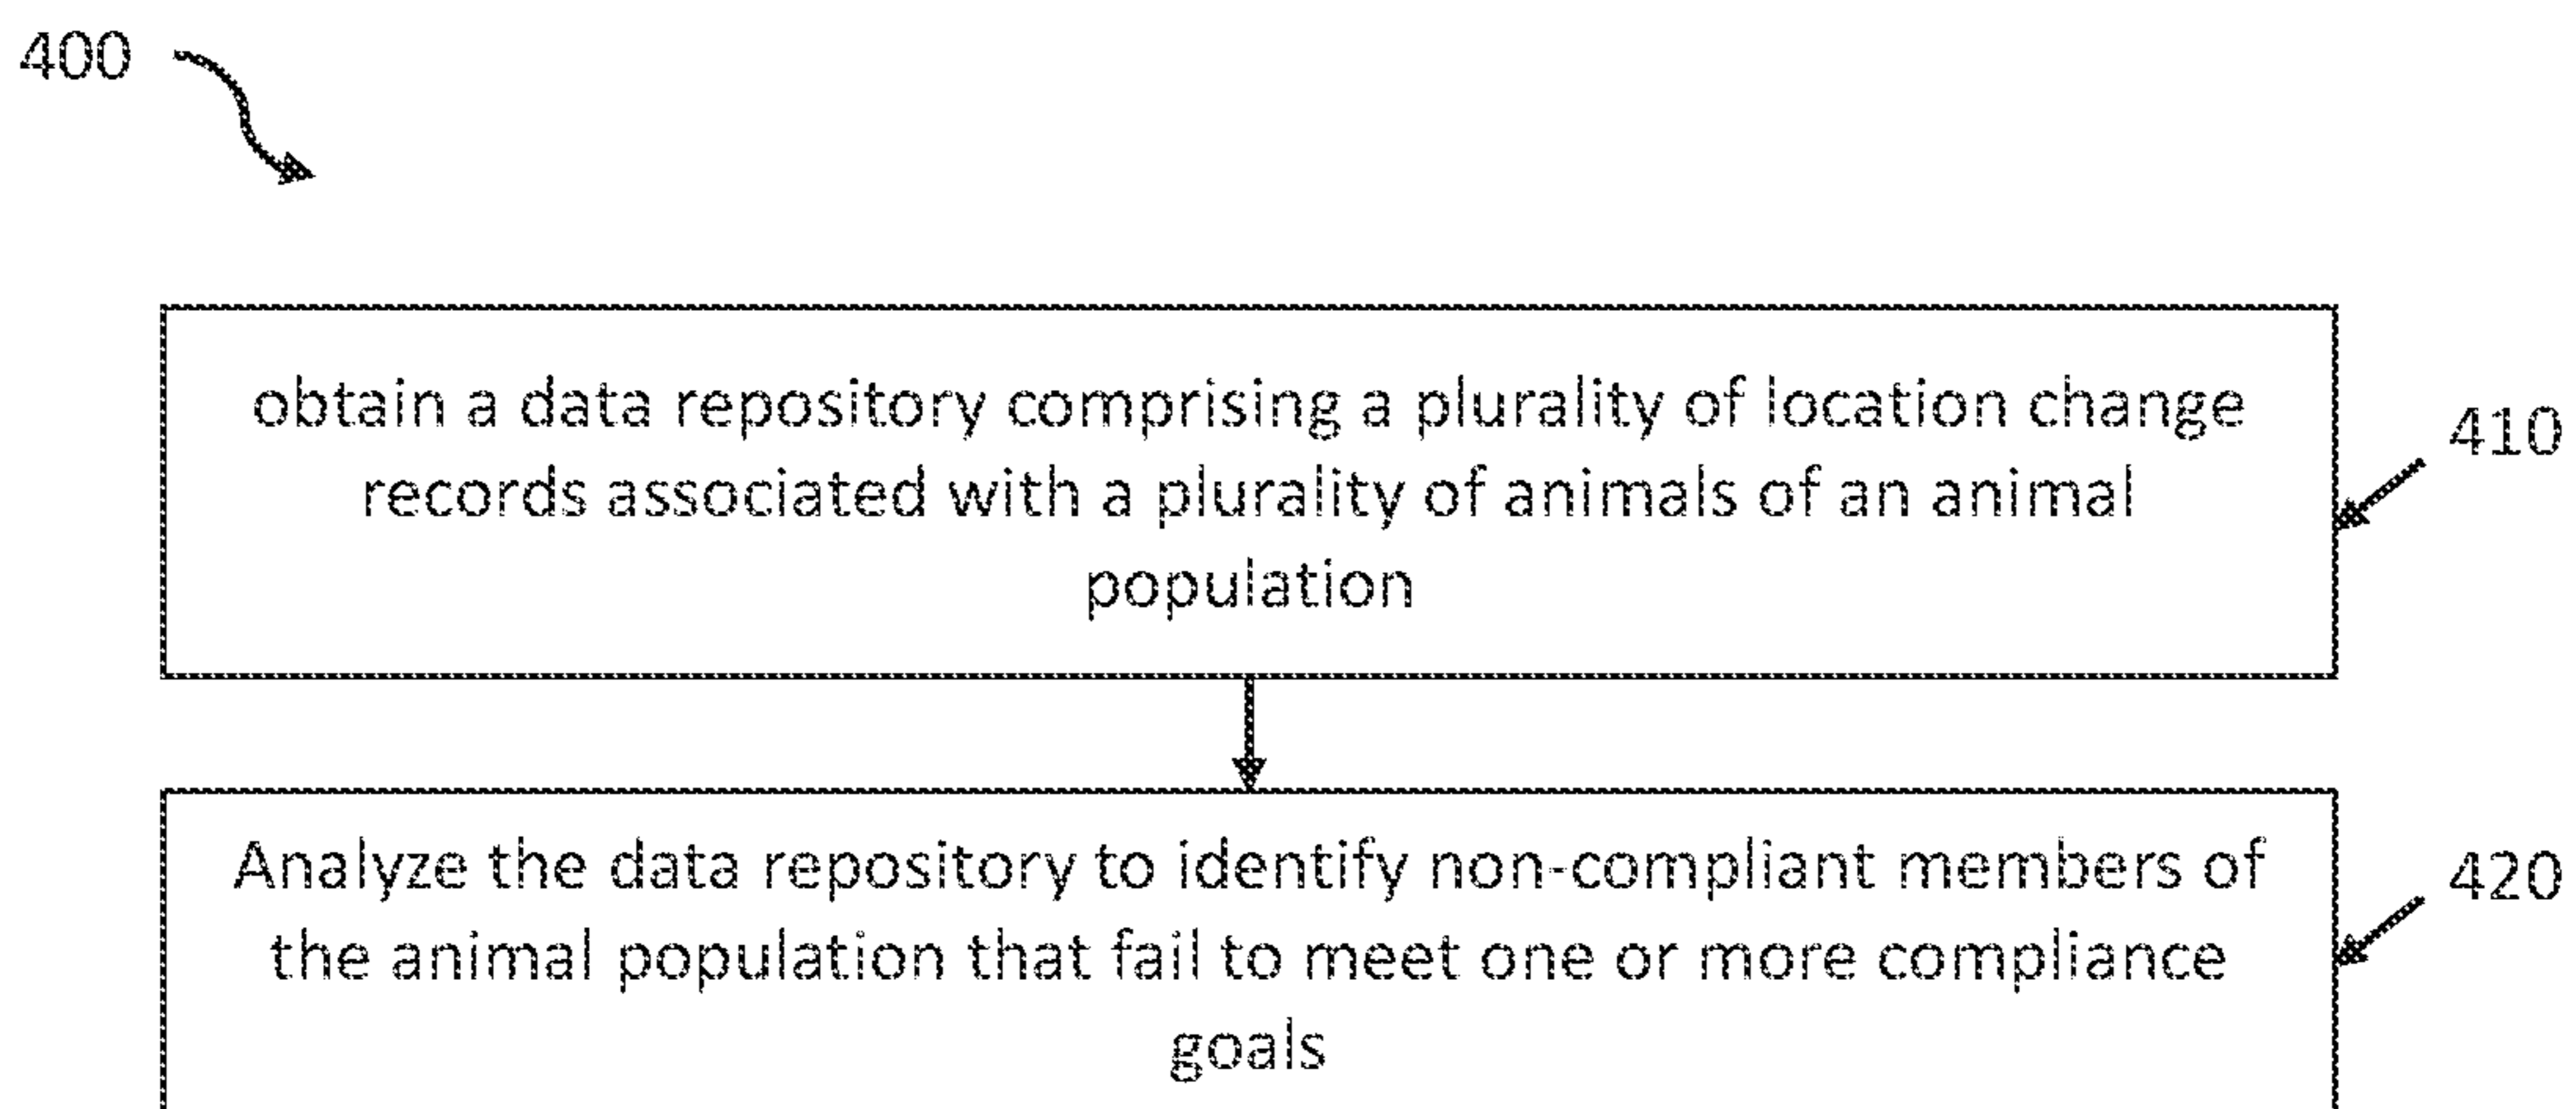 400
obtain a data repository comprising a plurality of location change
records associated with a plurality of animals of an animal
population
410
Analyze the data repository to identify non-compliant members of
the animal population that fail to meet one or more compliance
goals
420